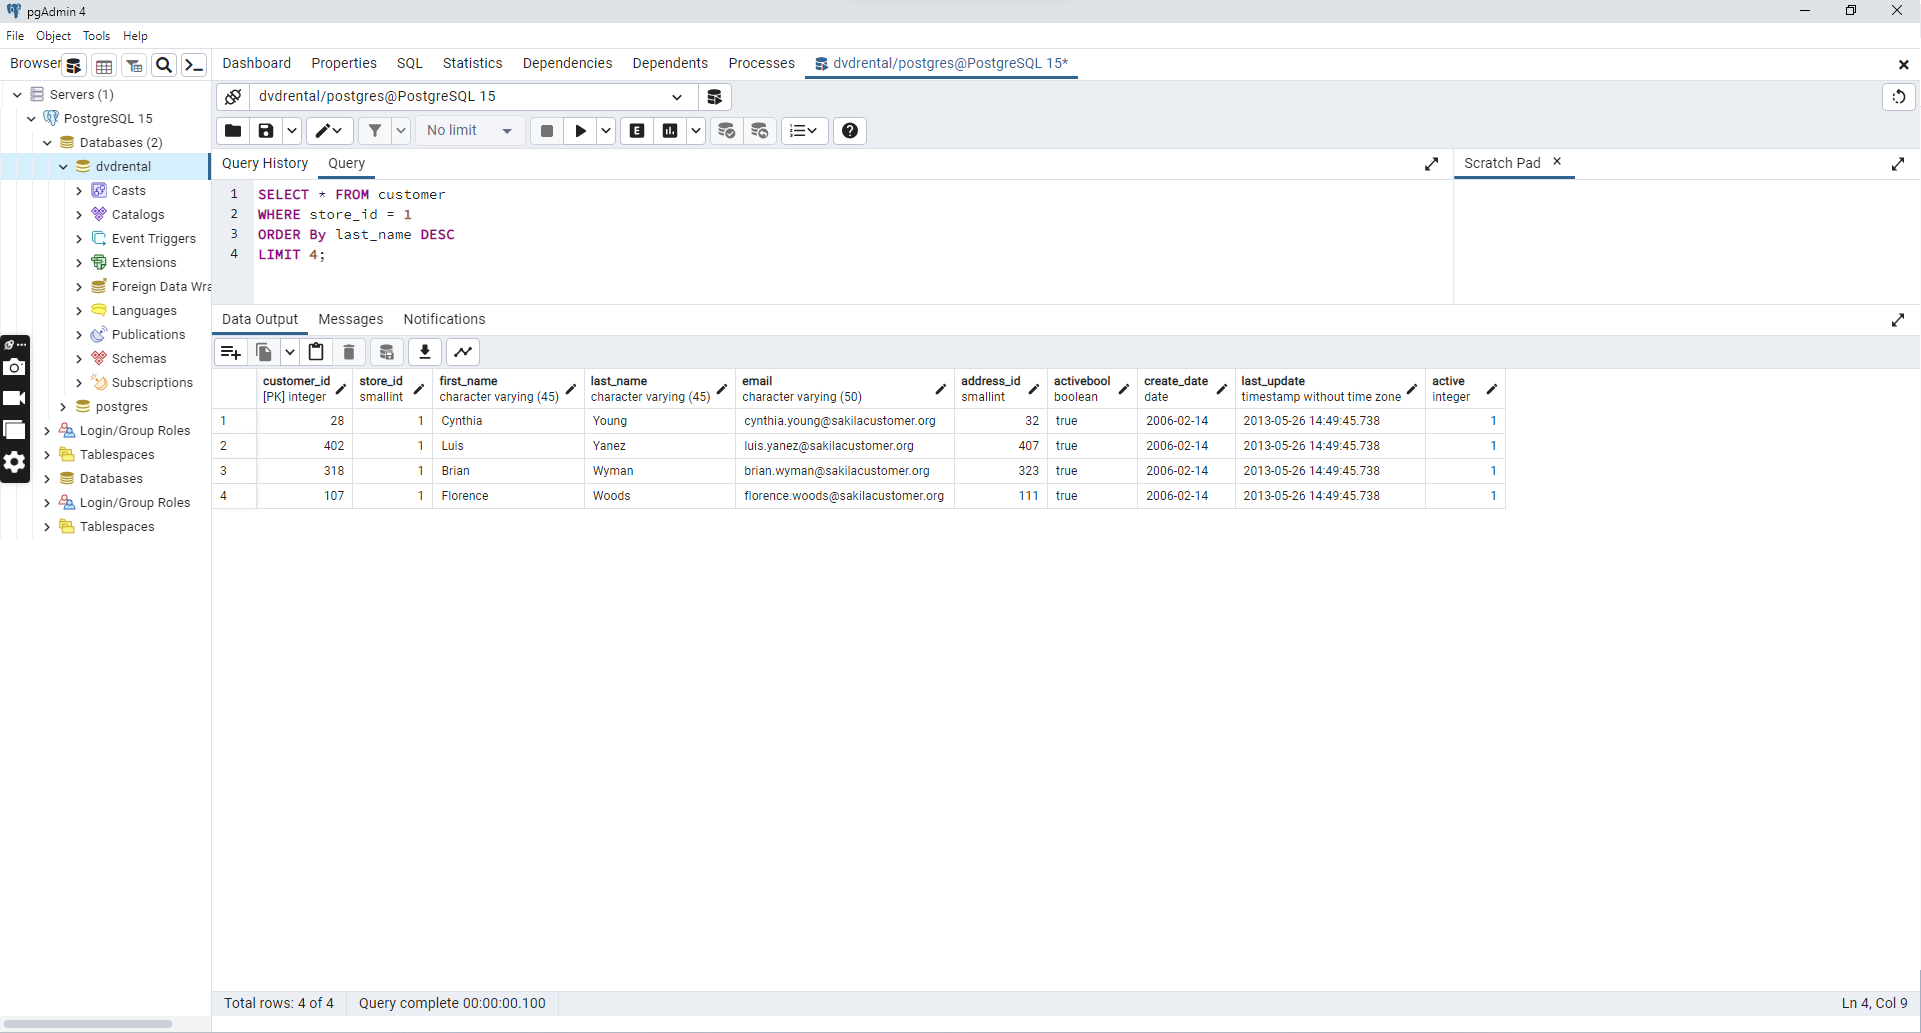 pgAdmin 4
File Object Tools Help
Browser
Dashboard Properties SQL Statistics Dependencies Dependents Processes dvdrental/postgres@PostgreSQL 15*
Servers (1)
PostgreSQL 15
Databases (2)
dvdrental
Casts
Catalogs
Event Triggers
Extensions
Foreign Data Wra
Languages
Publications
Schemas
Subscriptions
postgres
Login/Group Roles
Tablespaces
Databases
Login/Group Roles
Tablespaces
dvdrental/postgres@PostgreSQL 15
No limit
E
Query History Query
Scratch Pad
1 SELECT * FROM customer
2 WHERE store_id = 1
3 ORDER By last_name DESC
4 LIMIT 4;
Data Output Messages Notifications
customer_id store_id first_name last_name email address_id activebool create_date last_update active
[PK] integer smallint character varying (45) character varying (45) character varying (50) smallint boolean date timestamp without time zone integer
1 28 1 Cynthia Young cynthia.young@sakilacustomer.org 32 true 2006-02-14 2013-05-26 14:49:45.738 1
2 402 1 Luis Yanez luis.yanez@sakilacustomer.org 407 true 2006-02-14 2013-05-26 14:49:45.738 1
3 318 1 Brian Wyman brian.wyman@sakilacustomer.org 323 true 2006-02-14 2013-05-26 14:49:45.738 1
4 107 1 Florence Woods florence.woods@sakilacustomer.org 111 true 2006-02-14 2013-05-26 14:49:45.738 1
Total rows: 4 of 4 Query complete 00:00:00.100
Ln 4, Col 9